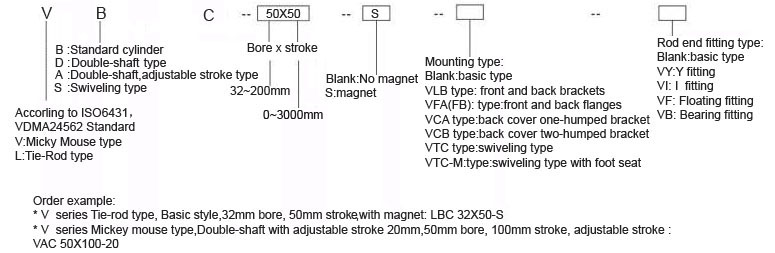 V B C -- 50X50 -- S -- --
B :Standard cylinder
D : Double-shaft type
A : Double-shaft,adjustable stroke type
S : Swiveling type
Accorling to ISO6431,
VDMA24562 Standard
V:Micky Mouse type
L:Tie-Rod type
Bore x stroke
32~200mm
0~3000mm
Blank:No magnet
S:magnet
Mounting type:
Blank:basic type
VLB type: front and back brackets
VFA(FB): type:front and back flanges
VCA type:back cover one-humped bracket
VCB type:back cover two-humped bracket
VTC type:swiveling type
VTC-M:type:swiveling type with foot seat
Rod end fitting type:
Blank:basic type
VY:Y fitting
VI: I fitting
VF: Floating fitting
VB: Bearing fitting
Order example:
* V series Tie-rod type, Basic style,32mm bore, 50mm stroke,with magnet: LBC 32X50-S
* V series Mickey mouse type,Double-shaft with adjustable stroke 20mm,50mm bore, 100mm stroke, adjustable stroke :
VAC 50X100-20